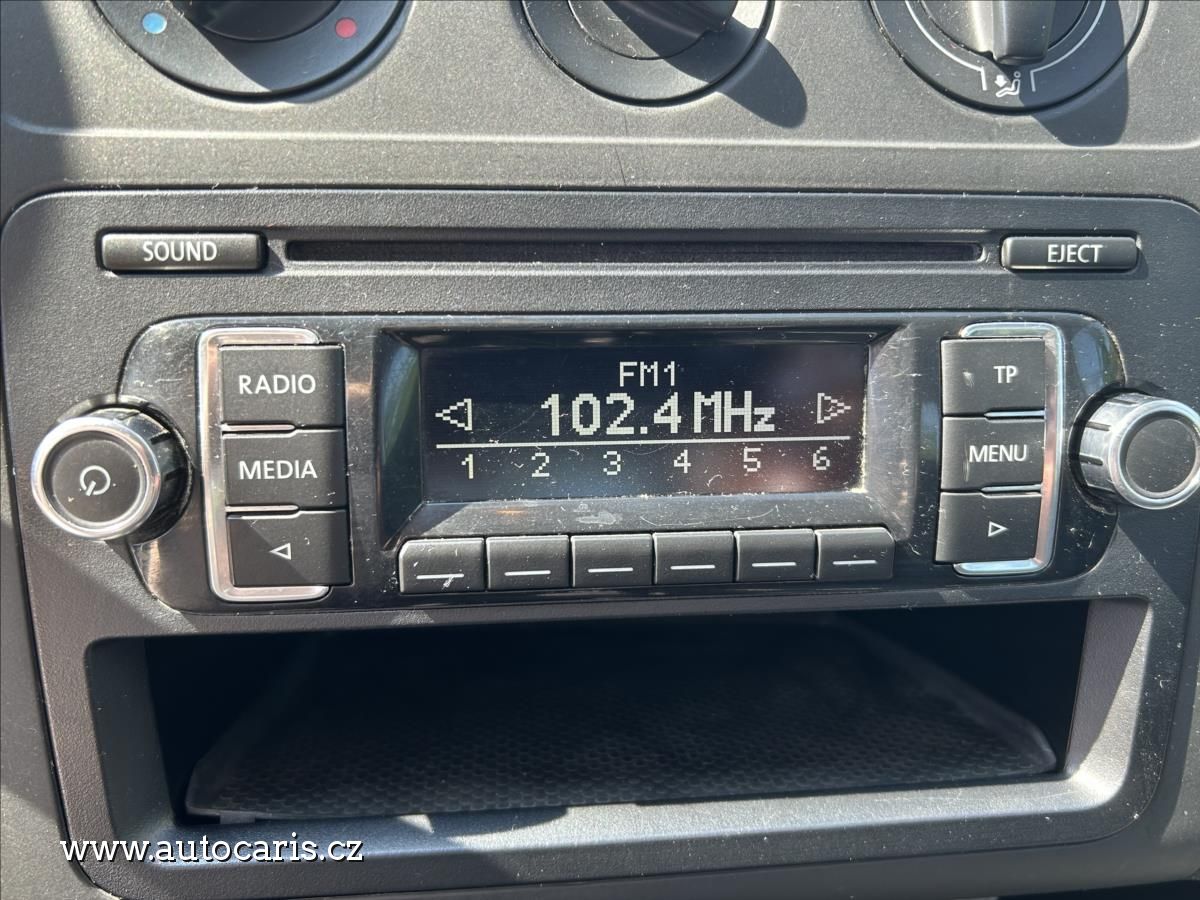 SOUND
EJECT
RADIO
FM1
TP
102.4 MHz
MEDIA
MENU
1 2 3 4 5 6
www.autocaris.cz